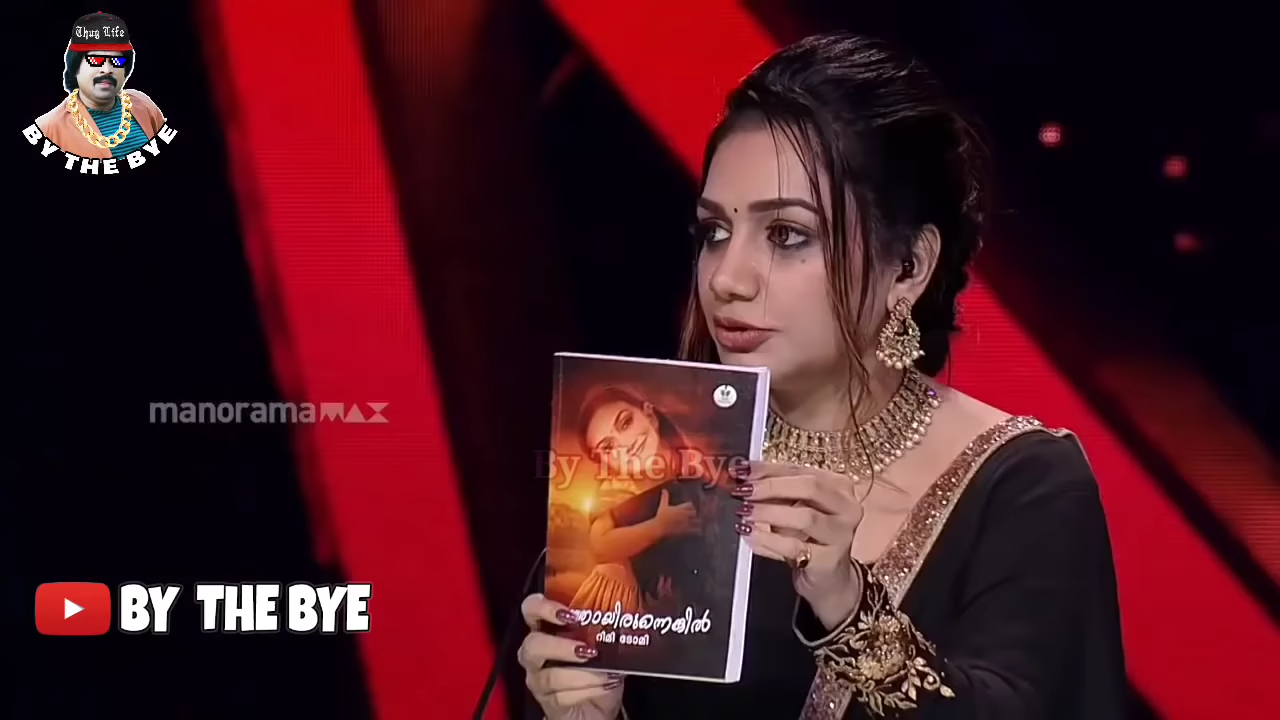 Thug Life
BY THE BYE
manoramaMAX
By The Bye
റിമി ടോമി
BY THE BYE